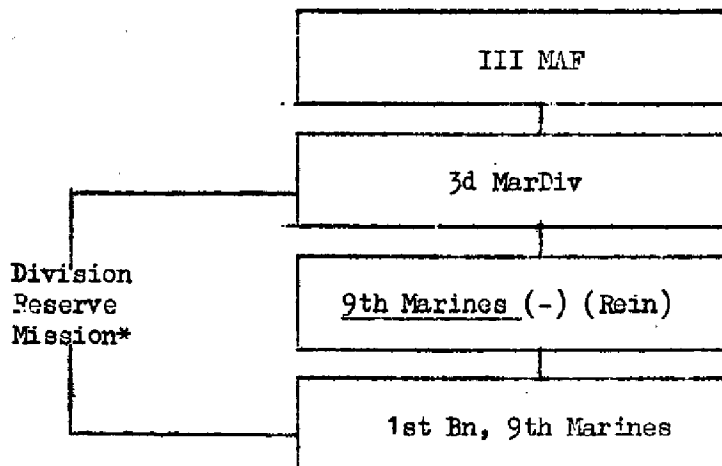 III MAF
3d MarDiv
Division
Reserve
Mission*
9th Marines (-) (Rein)
1st Bn, 9th Marines